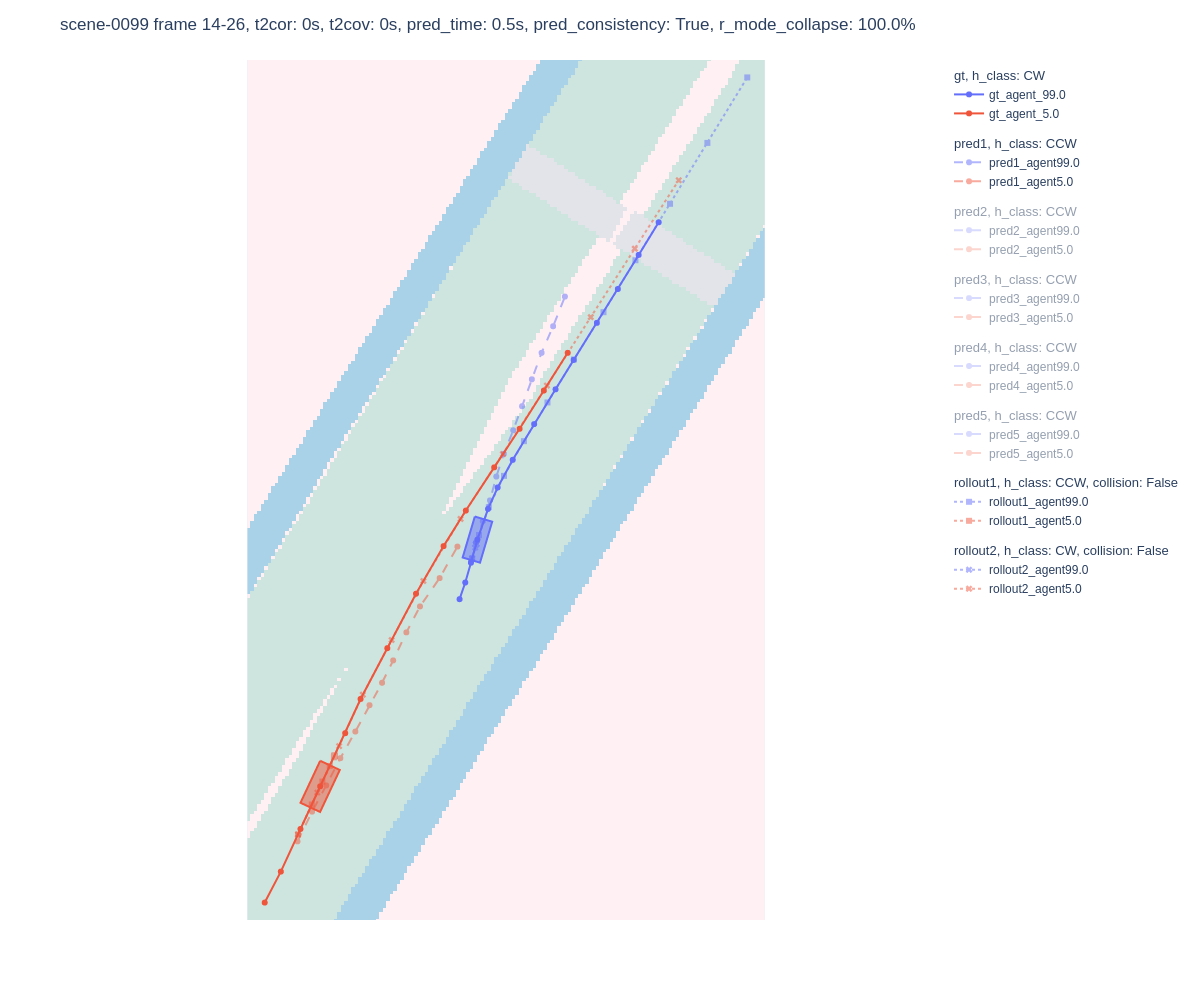 scene-0099 frame 14-26, t2cor: 0s, t2cov: 0s, pred_time: 0.5s, pred_consistency: True, r_mode_collapse: 100.0%
gt, h_class: CW
gt_agent_99.0
gt_agent_5.0
pred1, h_class: CCW
pred1_agent99.0
pred1_agent5.0
pred2, h_class: CCW
pred2_agent99.0
pred2_agent5.0
pred3, h_class: CCW
pred3_agent99.0
pred3_agent5.0
pred4, h_class: CCW
pred4_agent99.0
pred4_agent5.0
pred5, h_class: CCW
pred5_agent99.0
pred5_agent5.0
rollout1, h_class: CCW, collision: False
rollout1_agent99.0
rollout1_agent5.0
rollout2, h_class: CW, collision: False
rollout2_agent99.0
rollout2_agent5.0